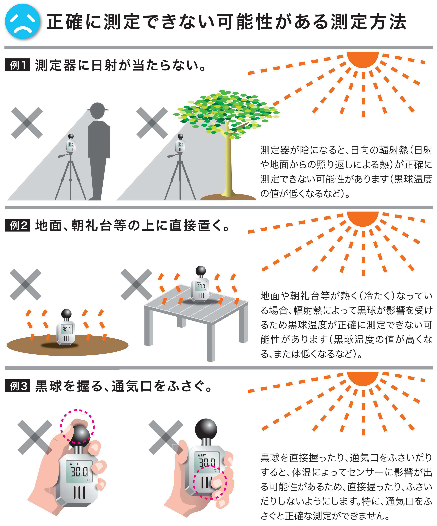 正確に測定できない可能性がある測定方法
例1 測定器に日射が当たらない。
測定器が陰になると、日向の輻射熱(日射
や地面からの照り返しによる熱)が正確に
測定できない可能性があります(黒球温度
の値が低くなるなど)。
例2 地面、朝礼台等の上に直接置く。
地面や朝礼台等が熱く(冷たく)なってい
る場合、輻射熱によって黒球が影響を受け
るため黒球温度が正確に測定できない可
能性があります(黒球温度の値が高くな
る、または低くなるなど)。
例3 黒球を握る、通気口をふさぐ。
30.0
30.0
黒球を直接握ったり、通気口をふさいだり
すると、体温によってセンサーに影響が出
る可能性があるため、直接握ったり、ふさい
だりしないようにします。特に、通気口をふ
さぐと正確な測定ができません。